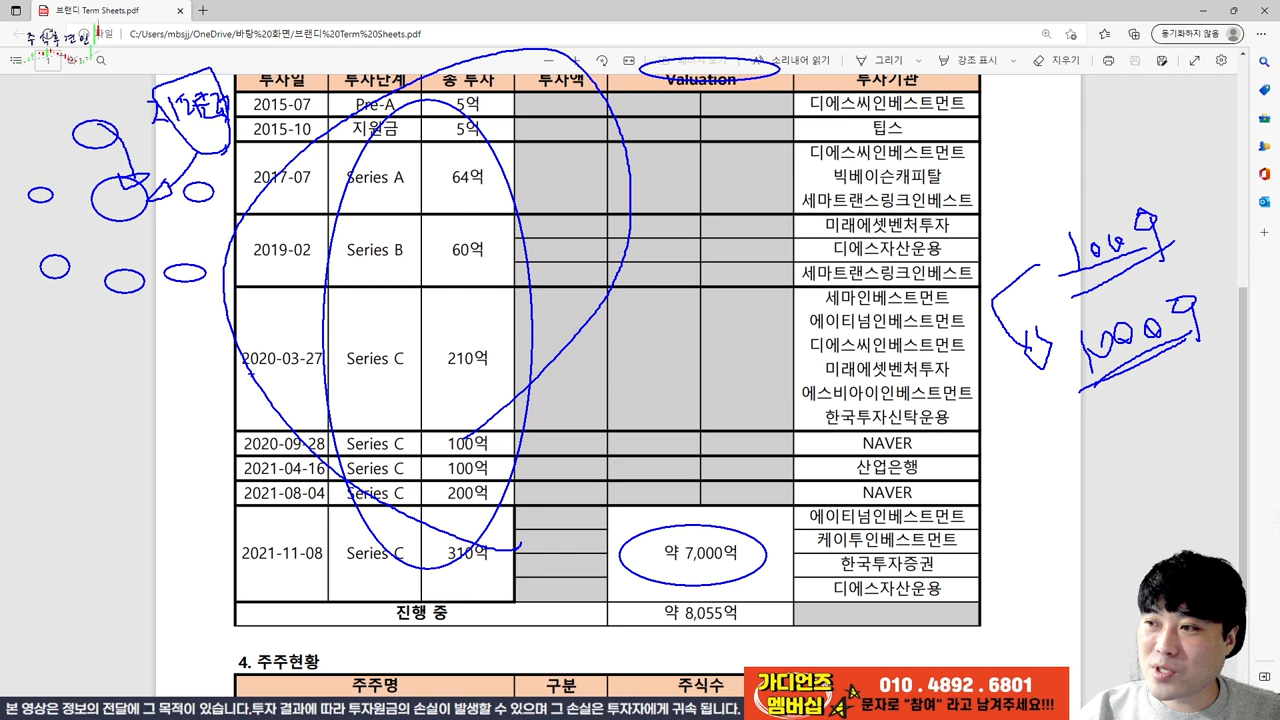 브랜디 Term Sheets.pdf
C:/Users/mbsjj/OneDrive/바탕%20화면/브랜디%20Term%20Sheets.pdf
동기화하지 않음
소리내어 읽기
그리기
강조 표시
지우기
투자일 투자단계 총 투자 투자액 Valuation 투자기관
2015-07 Pre-A 5억 디에스씨인베스트먼트
2015-10 지원금 5억 팁스
2017-07 Series A 64억 디에스씨인베스트먼트
빅베이슨캐피탈
세마트랜스링크인베스트
2019-02 Series B 60억 미래에셋벤처투자
디에스자산운용
세마트랜스링크인베스트
2020-03-27 Series C 210억 세마인베스트먼트
에이티넘인베스트먼트
디에스씨인베스트먼트
미래에셋벤처투자
에스비아이인베스트먼트
한국투자신탁운용
2020-09-28 Series C 100억 NAVER
2021-04-16 Series C 100억 산업은행
2021-08-04 Series C 200억 NAVER
2021-11-08 Series C 310억 약 7,000억 에이티넘인베스트먼트
케이투인베스트먼트
한국투자증권
디에스자산운용
진행 중 약 8,055억
100억
1000억
4. 주주현황
주주명 구분 주식수
가디언즈
멤버십
010 . 4892 . 6801
문자로 "참여" 라고 남겨주세요!!!
본 영상은 정보의 전달에 그 목적이 있습니다.투자 결과에 따라 투자원금의 손실이 발생할 수 있으며 그 손실은 투자자에게 귀속 됩니다.